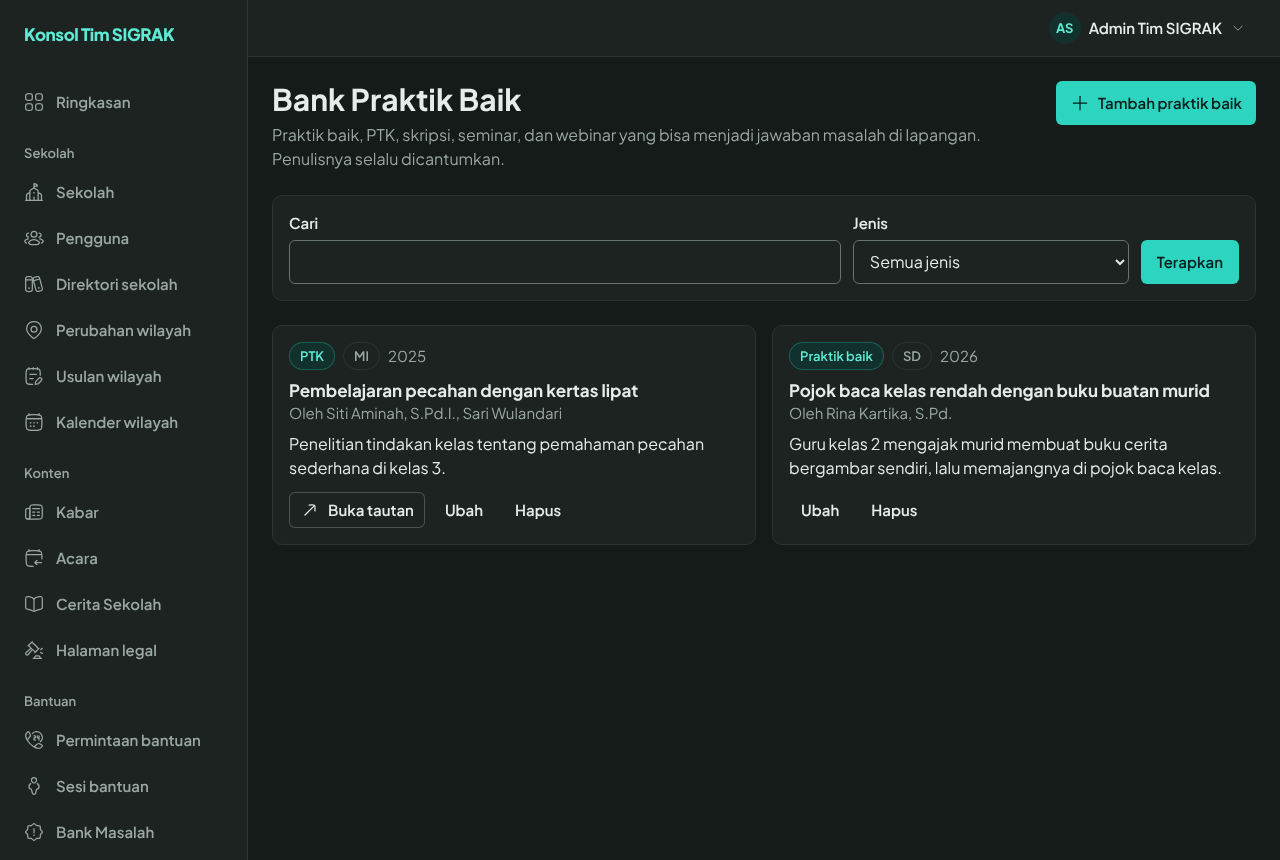 Konsol Tim SIGRAK
Ringkasan
Sekolah
Sekolah
Pengguna
Direktori sekolah
Perubahan wilayah
Usulan wilayah
Kalender wilayah
Konten
Kabar
Acara
Cerita Sekolah
Halaman legal
Bantuan
Permintaan bantuan
Sesi bantuan
Bank Masalah
AS Admin Tim SIGRAK
Bank Praktik Baik
Tambah praktik baik
Praktik baik, PTK, skripsi, seminar, dan webinar yang bisa menjadi jawaban masalah di lapangan.
Penulisnya selalu dicantumkan.
Cari
Jenis
Semua jenis
Terapkan
PTK MI 2025
Pembelajaran pecahan dengan kertas lipat
Oleh Siti Aminah, S.Pd.I., Sari Wulandari
Penelitian tindakan kelas tentang pemahaman pecahan
sederhana di kelas 3.
Buka tautan Ubah Hapus
Praktik baik SD 2026
Pojok baca kelas rendah dengan buku buatan murid
Oleh Rina Kartika, S.Pd.
Guru kelas 2 mengajak murid membuat buku cerita
bergambar sendiri, lalu memajangnya di pojok baca kelas.
Ubah Hapus